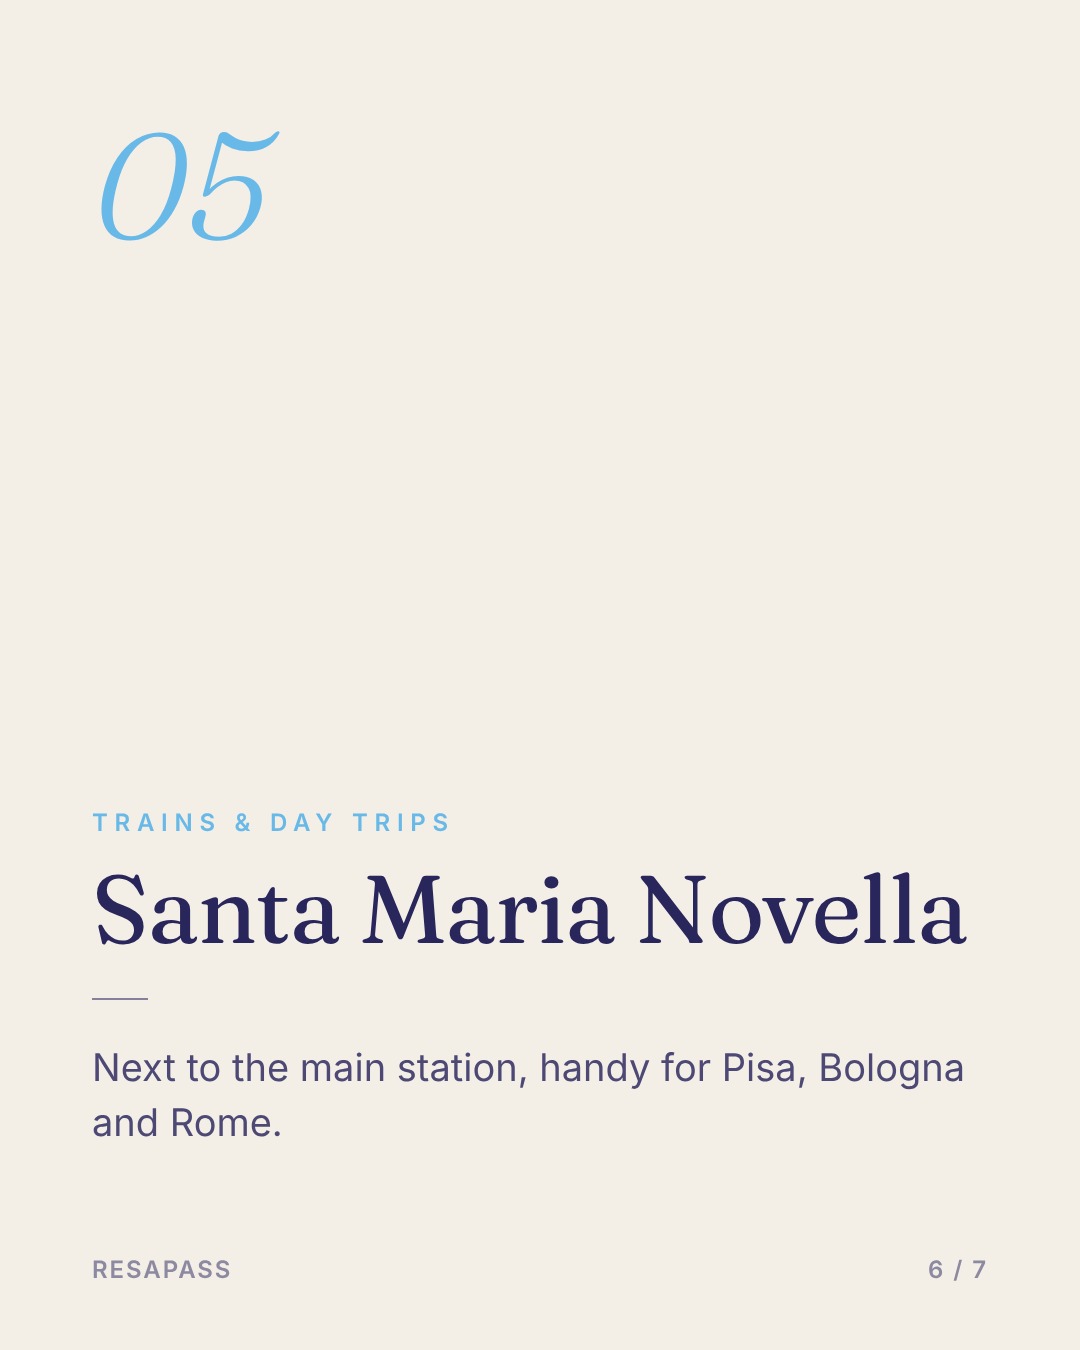 05
TRAINS & DAY TRIPS
Santa Maria Novella
Next to the main station, handy for Pisa, Bologna
and Rome.
RESAPASS
6 / 7